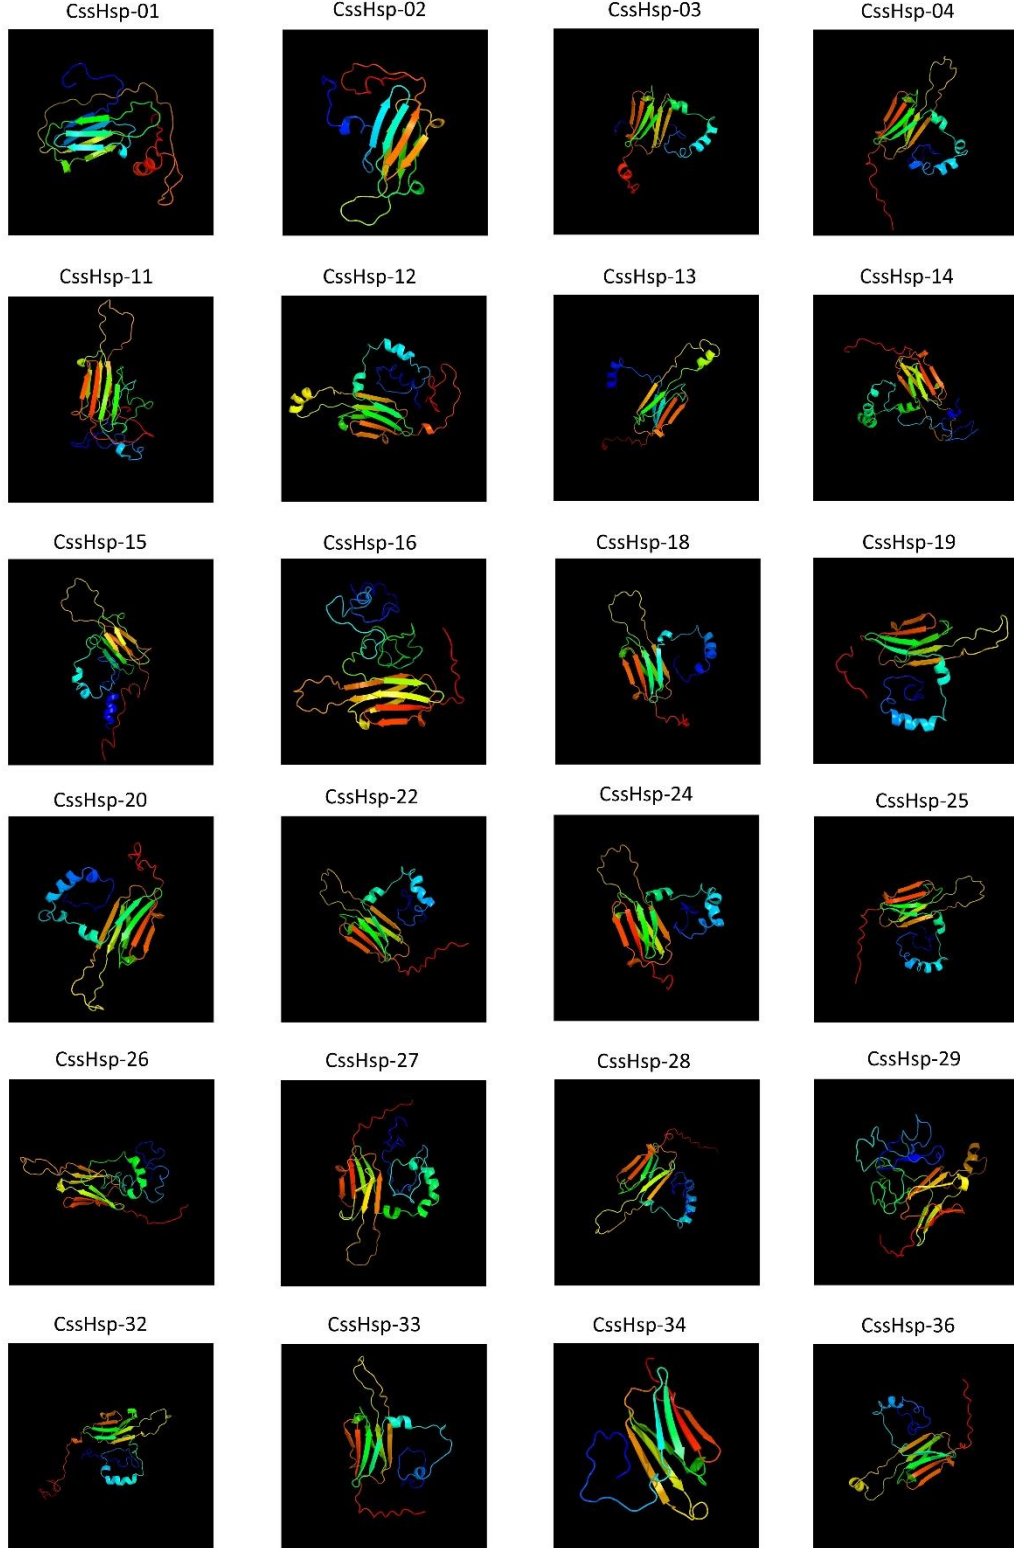 CssHsp-01 CssHsp-02 CssHsp-03 CssHsp-04
CssHsp-11 CssHsp-12 CssHsp-13 CssHsp-14
CssHsp-15 CssHsp-16 CssHsp-18 CssHsp-19
CssHsp-20 CssHsp-22 CssHsp-24 CssHsp-25
CssHsp-26 CssHsp-27 CssHsp-28 CssHsp-29
CssHsp-32 CssHsp-33 CssHsp-34 CssHsp-36